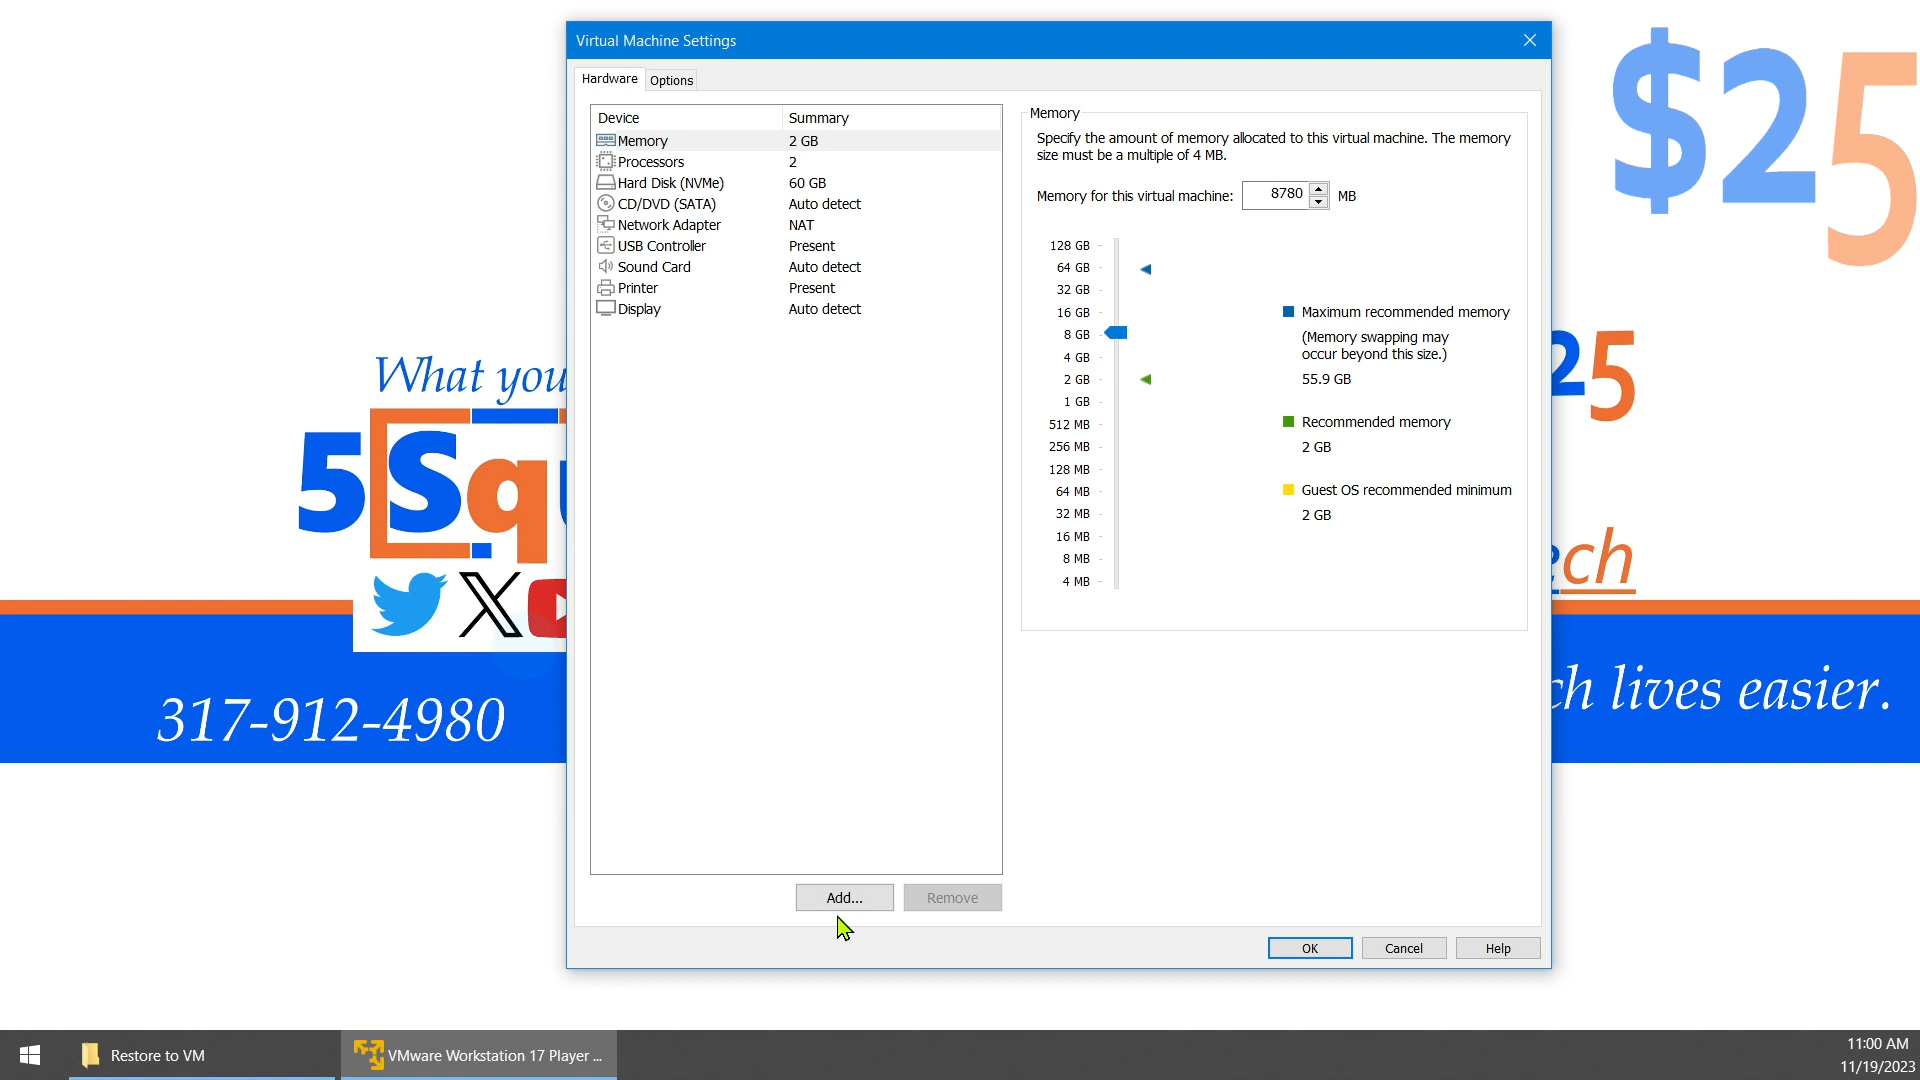 Virtual Machine Settings
Hardware
Options
Device
Summary
Memory
2 GB
Processors
2
Hard Disk (NVMe)
60 GB
CD/DVD (SATA)
Auto detect
Network Adapter
NAT
USB Controller
Present
Sound Card
Auto detect
Printer
Present
Display
Auto detect
Add...
Remove
Memory
Specify the amount of memory allocated to this virtual machine. The memory
size must be a multiple of 4 MB.
Memory for this virtual machine:
8780
MB
128 GB
64 GB
32 GB
16 GB
8 GB
4 GB
2 GB
1 GB
512 MB
256 MB
128 MB
64 MB
32 MB
16 MB
8 MB
4 MB
Maximum recommended memory
(Memory swapping may
occur beyond this size.)
55.9 GB
Recommended memory
2 GB
Guest OS recommended minimum
2 GB
OK
Cancel
Help
$25
What you
5Sq
25
ech
317-912-4980
ch lives easier.
Restore to VM
VMware Workstation 17 Player ...
11:00 AM
11/19/2023